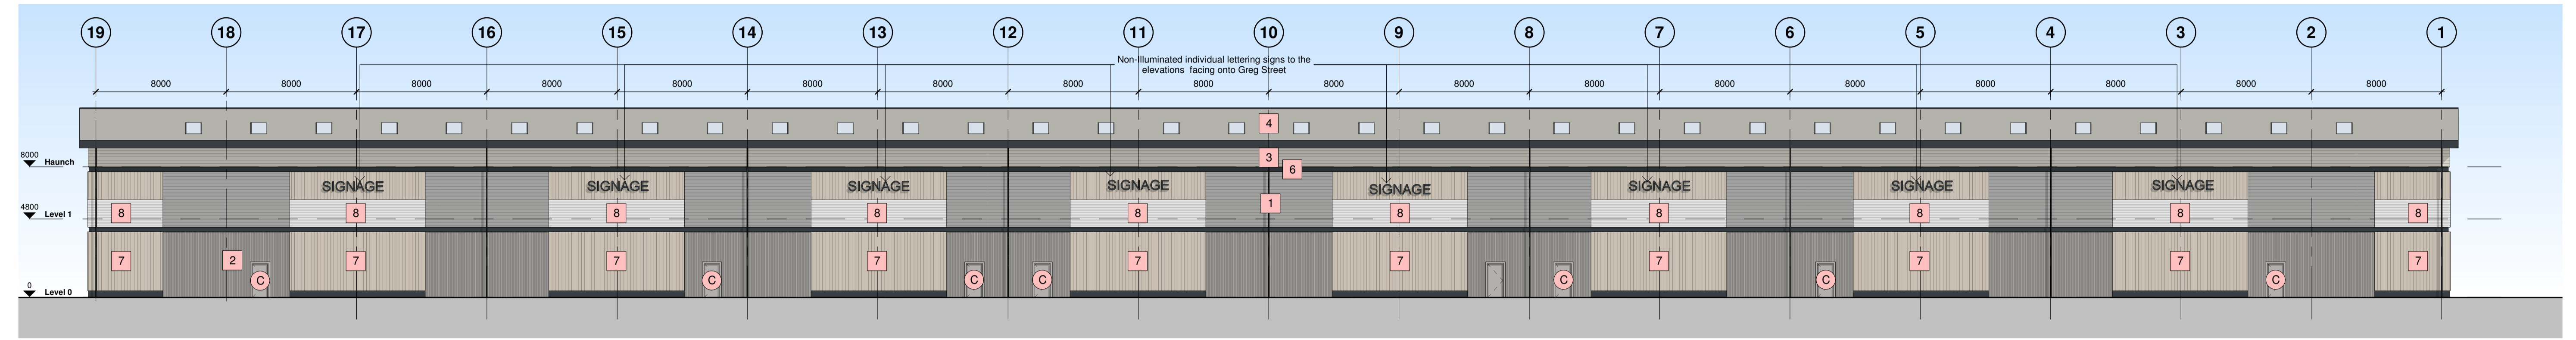 19 18 17 16 15 14 13 12 11 10 9 8 7 6 5 4 3 2 1
Non-Illuminated individual lettering signs to the
elevations facing onto Greg Street
8000 8000 8000 8000 8000 8000 8000 8000 8000 8000 8000 8000 8000 8000 8000 8000 8000 8000
4
8000 Haunch
3
6
SIGNAGE SIGNAGE SIGNAGE SIGNAGE SIGNAGE SIGNAGE SIGNAGE SIGNAGE
1
4800 Level 1
8 8 8 8 8 8 8 8 8 8
7 2 7 7 7 7 7 7 7 7 7
C C C C C C C
0 Level 0